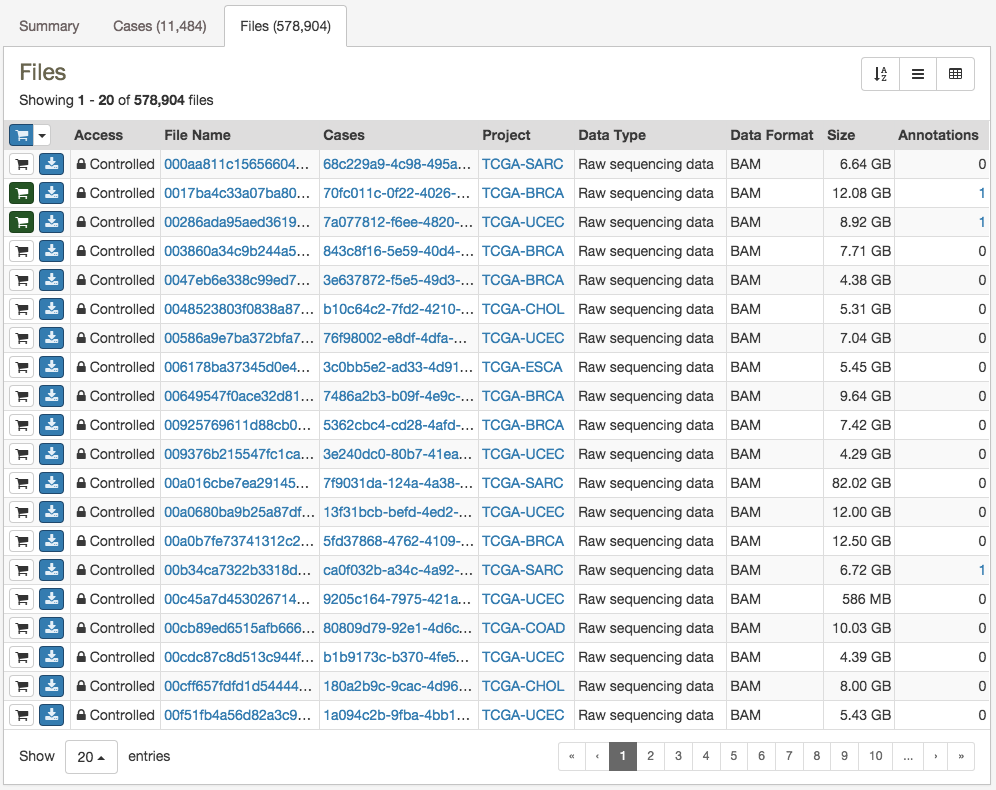 Summary Cases (11,484) Files (578,904)
Files
Showing 1 - 20 of 578,904 files
Access File Name Cases Project Data Type Data Format Size Annotations
Controlled 000aa811c15656604... 68c229a9-4c98-495a... TCGA-SARC Raw sequencing data BAM 6.64 GB 0
Controlled 0017ba4c33a07ba80... 70fc011c-0f22-4026-... TCGA-BRCA Raw sequencing data BAM 12.08 GB 1
Controlled 00286ada95aed3619... 7a077812-f6ee-4820-... TCGA-UCEC Raw sequencing data BAM 8.92 GB 1
Controlled 003860a34c9b244a5... 843c8f16-5e59-40d4-... TCGA-BRCA Raw sequencing data BAM 7.71 GB 0
Controlled 0047eb6e338c99ed7... 3e637872-f5e5-49d3-... TCGA-BRCA Raw sequencing data BAM 4.38 GB 0
Controlled 0048523803f0838a87... b10c64c2-7fd2-4210-... TCGA-CHOL Raw sequencing data BAM 5.31 GB 0
Controlled 00586a9e7ba372bfa7... 76f98002-e8df-4dfa-... TCGA-UCEC Raw sequencing data BAM 7.04 GB 0
Controlled 006178ba37345d0e4... 3c0bb5e2-ad33-4d91... TCGA-ESCA Raw sequencing data BAM 5.45 GB 0
Controlled 00649547f0ace32d81... 7486a2b3-b09f-4e9c-... TCGA-BRCA Raw sequencing data BAM 9.64 GB 0
Controlled 00925769611d88cb0... 5362cbc4-cd28-4afd-... TCGA-BRCA Raw sequencing data BAM 7.42 GB 0
Controlled 009376b215547fc1ca... 3e240dc0-80b7-41ea... TCGA-UCEC Raw sequencing data BAM 4.29 GB 0
Controlled 00a016cbe7ea29145... 7f9031da-124a-4a38-... TCGA-SARC Raw sequencing data BAM 82.02 GB 0
Controlled 00a0680ba9b25a87df... 13f31bcb-befd-4ed2-... TCGA-UCEC Raw sequencing data BAM 12.00 GB 0
Controlled 00a0b7fe73741312c2... 5fd37868-4762-4109-... TCGA-BRCA Raw sequencing data BAM 12.50 GB 0
Controlled 00b34ca7322b3318d... ca0f032b-a34c-4a92-... TCGA-SARC Raw sequencing data BAM 6.72 GB 1
Controlled 00c45a7d453026714... 9205c164-7975-421a... TCGA-UCEC Raw sequencing data BAM 586 MB 0
Controlled 00cb89ed6515afb666... 80809d79-92e1-4d6c... TCGA-COAD Raw sequencing data BAM 10.03 GB 0
Controlled 00cdc87c8d513c944f... b1b9173c-b370-4fe5... TCGA-UCEC Raw sequencing data BAM 4.39 GB 0
Controlled 00cff657fdfd1d54444... 180a2b9c-9cac-4d96... TCGA-CHOL Raw sequencing data BAM 8.00 GB 0
Controlled 00f51fb4a56d82a3c9... 1a094c2b-9fba-4bb1... TCGA-UCEC Raw sequencing data BAM 5.43 GB 0
Show 20 entries « ‹ 1 2 3 4 5 6 7 8 9 10 ... › »